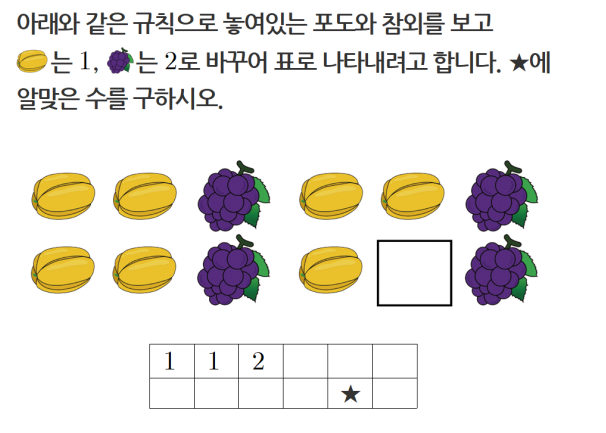 아래와 같은 규칙으로 놓여있는 포도와 참외를 보고
는 1, 는 2로 바꾸어 표로 나타내려고 합니다. ★에
알맞은 수를 구하시오.
1 1 2
★